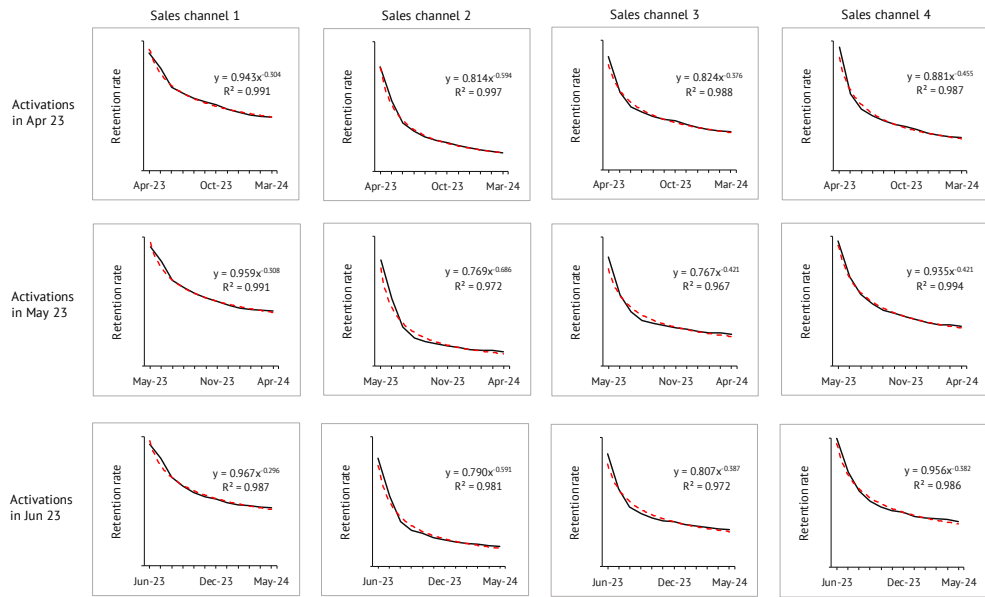 Sales channel 1
Sales channel 2
Sales channel 3
Sales channel 4
Activations
in Apr 23
Retention rate
y = 0.943x^-0.304
R² = 0.991
Apr-23
Oct-23
Mar-24
Retention rate
y = 0.814x^-0.594
R² = 0.997
Apr-23
Oct-23
Mar-24
Retention rate
y = 0.824x^-0.376
R² = 0.988
Apr-23
Oct-23
Mar-24
Retention rate
y = 0.881x^-0.455
R² = 0.987
Apr-23
Oct-23
Mar-24
Activations
in May 23
Retention rate
y = 0.959x^-0.308
R² = 0.991
May-23
Nov-23
Apr-24
Retention rate
y = 0.769x^-0.686
R² = 0.972
May-23
Nov-23
Apr-24
Retention rate
y = 0.767x^-0.421
R² = 0.967
May-23
Nov-23
Apr-24
Retention rate
y = 0.935x^-0.421
R² = 0.994
May-23
Nov-23
Apr-24
Activations
in Jun 23
Retention rate
y = 0.967x^-0.296
R² = 0.987
Jun-23
Dec-23
May-24
Retention rate
y = 0.790x^-0.591
R² = 0.981
Jun-23
Dec-23
May-24
Retention rate
y = 0.807x^-0.387
R² = 0.972
Jun-23
Dec-23
May-24
Retention rate
y = 0.956x^-0.382
R² = 0.986
Jun-23
Dec-23
May-24